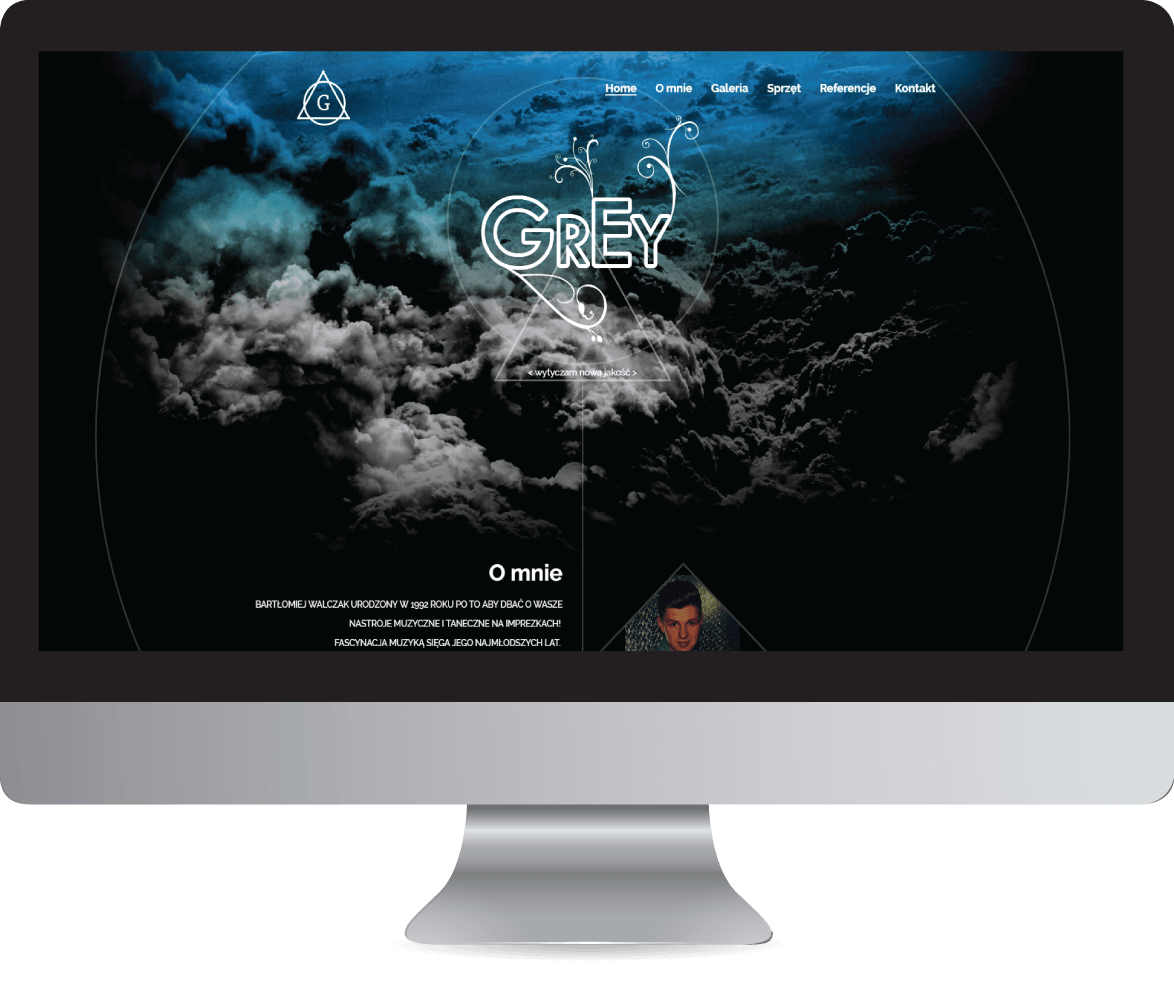 G
Home O mnie Galeria Sprzęt Referencje Kontakt
GREY
< wytyczam nową jakość >
O mnie
BARTŁOMIEJ WALCZAK URODZONY W 1992 ROKU PO TO ABY DBAĆ O WASZE
NASTROJE MUZYCZNE I TANECZNE NA IMPREZKACH!
FASCYNACJA MUZYKĄ SIĘGA JEGO NAJMŁODSZYCH LAT.